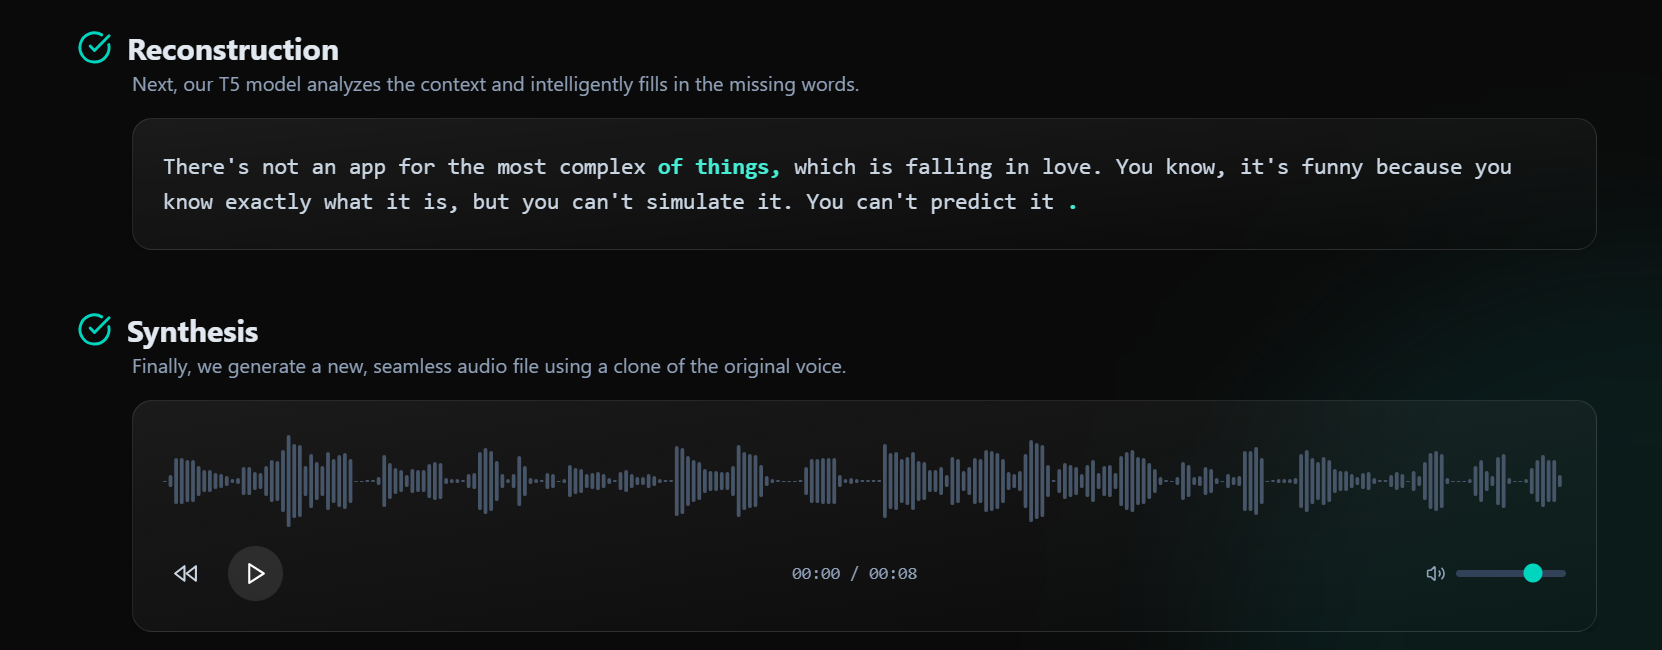 Reconstruction
Next, our T5 model analyzes the context and intelligently fills in the missing words.
There's not an app for the most complex of things, which is falling in love. You know, it's funny because you
know exactly what it is, but you can't simulate it. You can't predict it .
Synthesis
Finally, we generate a new, seamless audio file using a clone of the original voice.
00:00 / 00:08